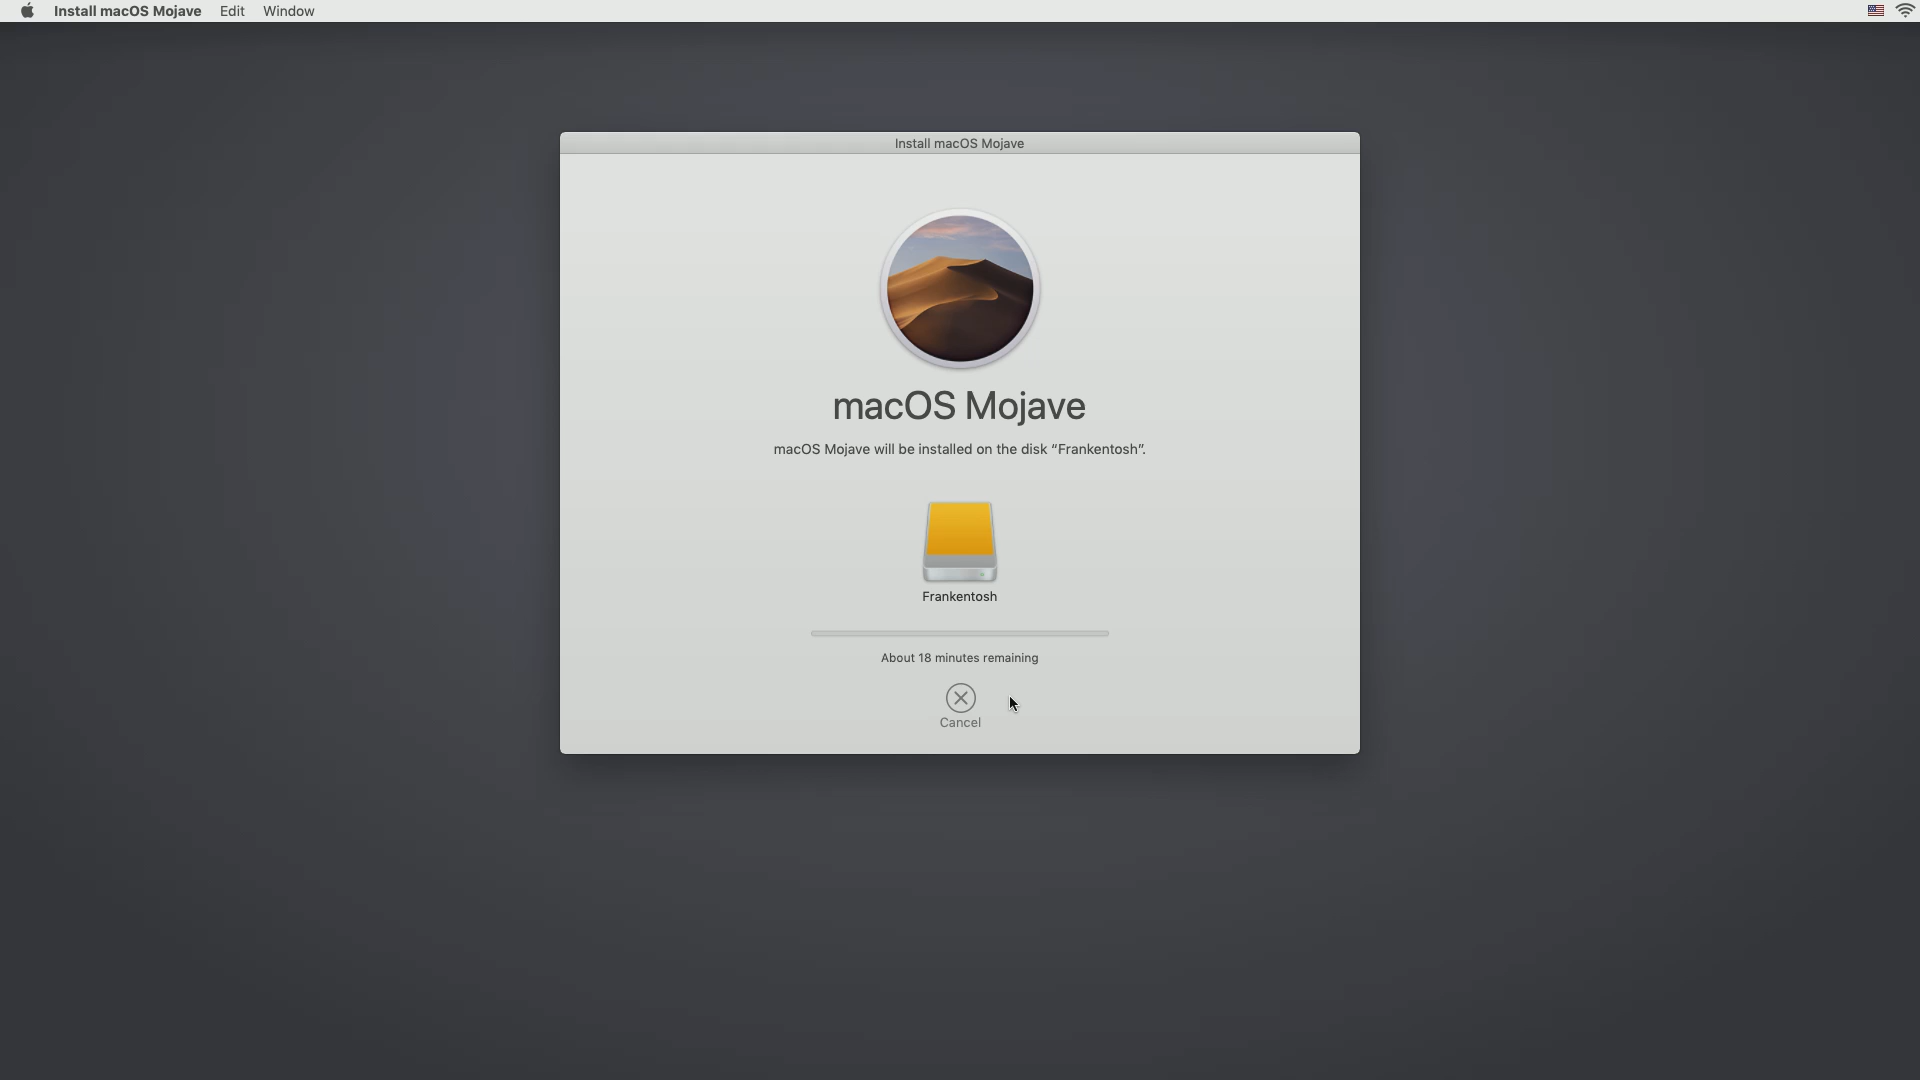 Install macOS Mojave Edit Window
Install macOS Mojave
macOS Mojave
macOS Mojave will be installed on the disk “Frankentosh”.
Frankentosh
About 18 minutes remaining
Cancel